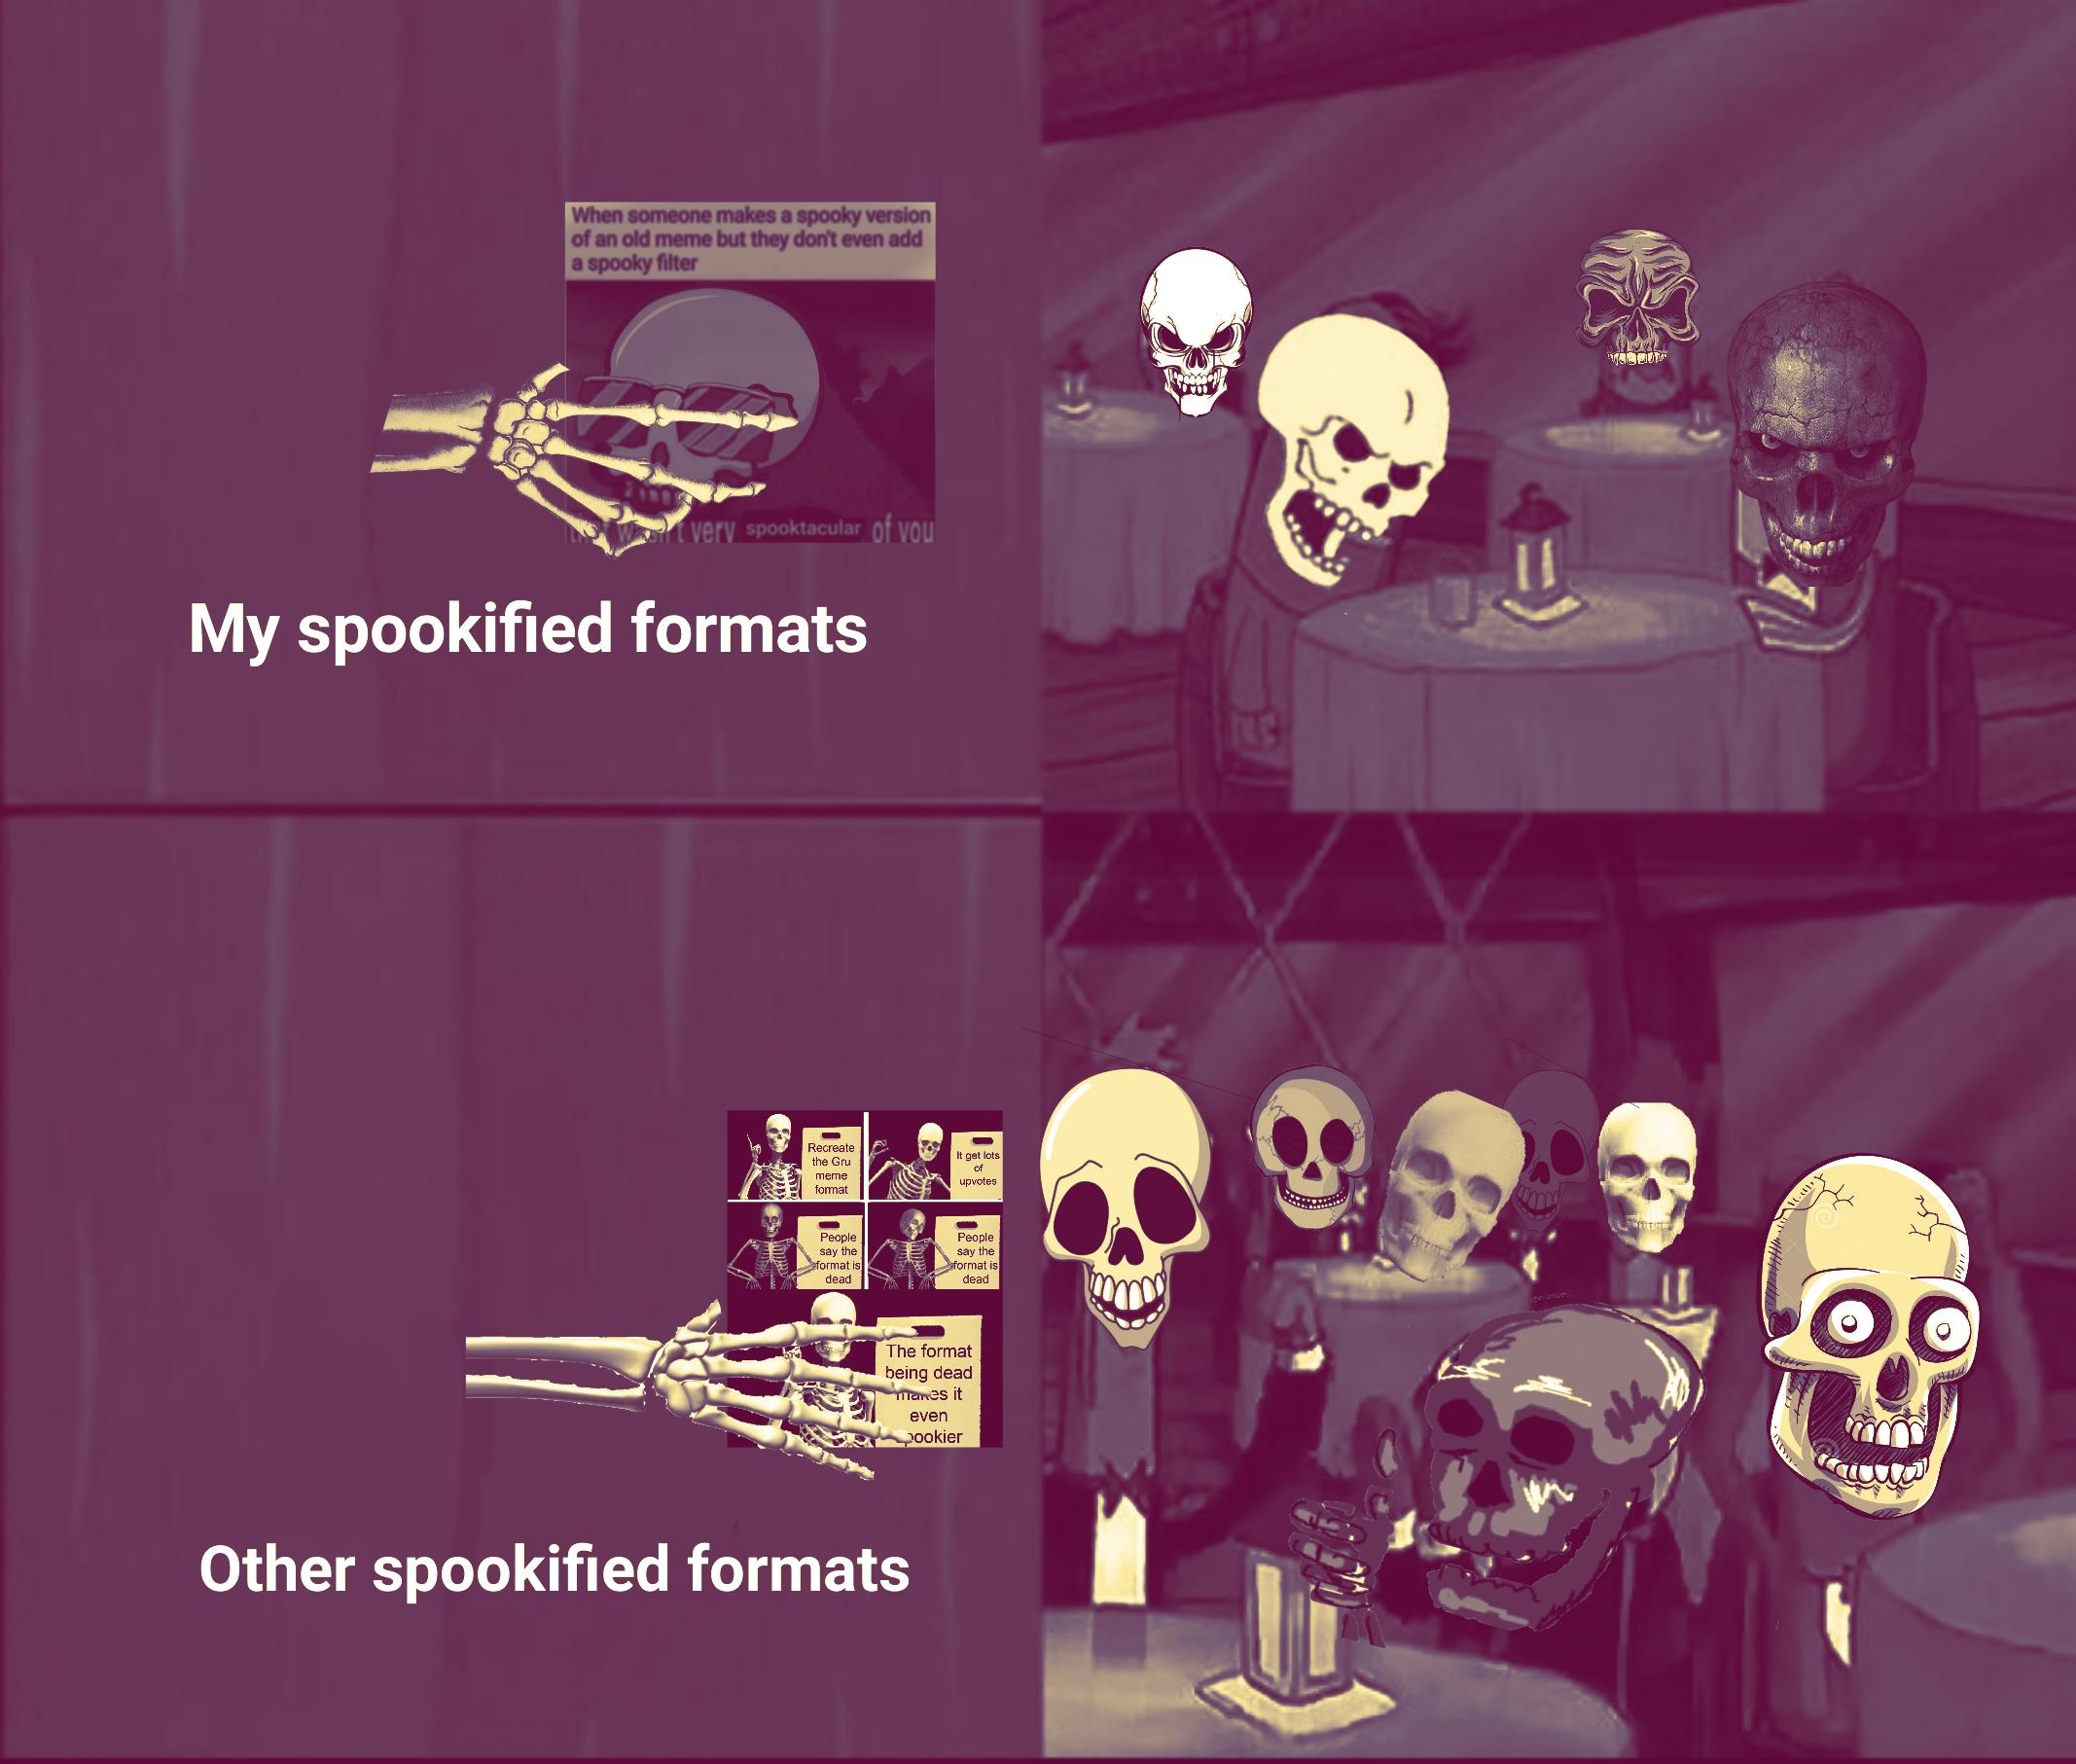 When someone makes a spooky version
of an old meme but they don't even add
a spooky filter
very spooktacular of you
My spookified formats
Recreate
the Gru
meme
format
It get lots
of
upvotes
People
say the
format is
dead
People
say the
format is
dead
The format
being dead
makes it
even
Other spookified formats